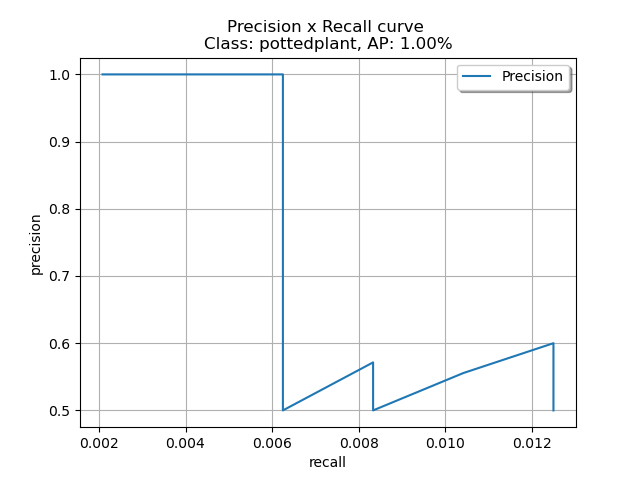 Precision x Recall curve
Class: pottedplant, AP: 1.00%
Precision
1.0
0.9
0.8
0.7
0.6
0.5
precision
0.002 0.004 0.006 0.008 0.010 0.012
recall